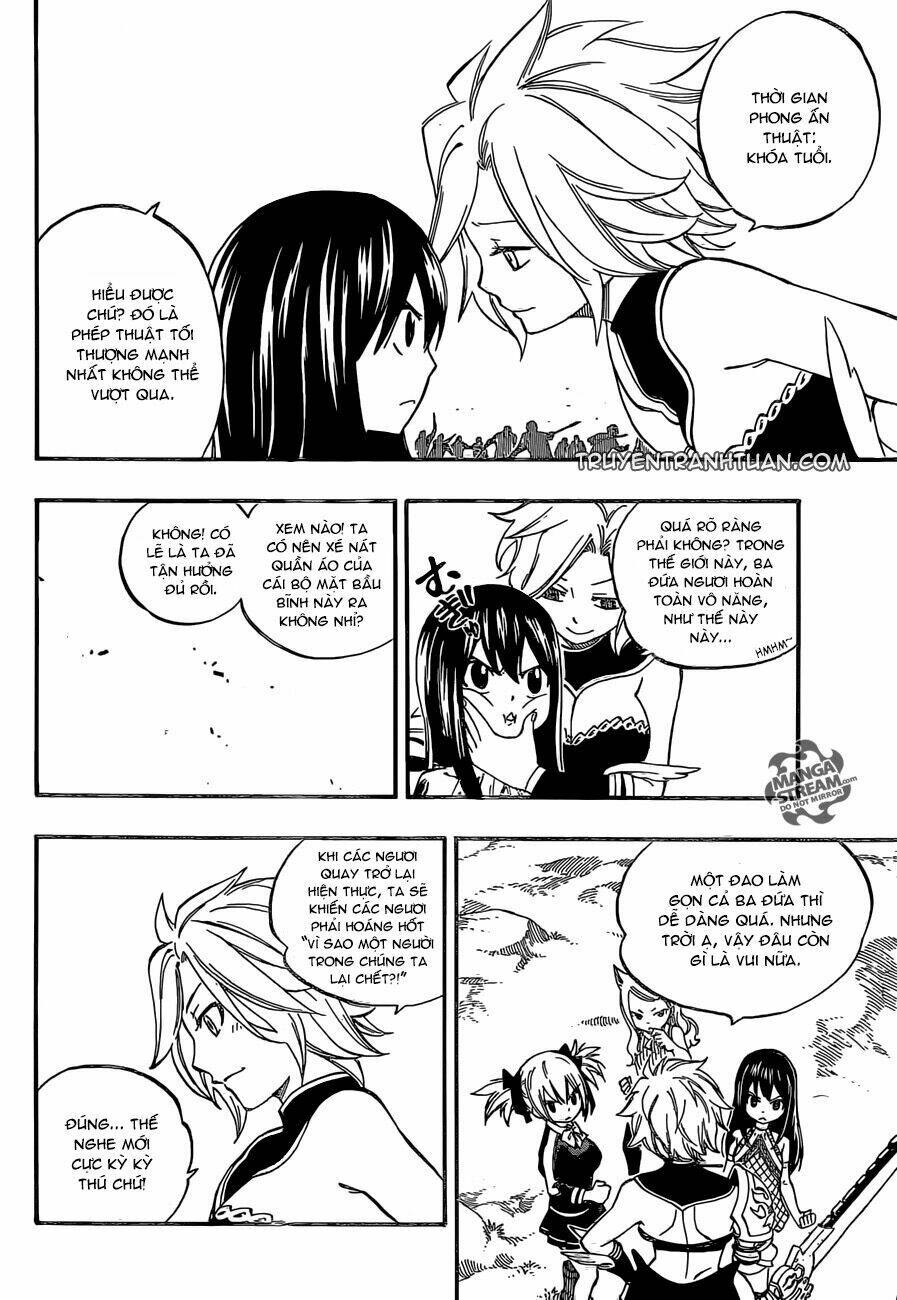 THỜI GIAN
PHONG ẤN
THUẬT:
KHÓA TUỔI.
HIỂU ĐƯỢC
CHỨ? ĐÓ LÀ
PHÉP THUẬT TỐI
THƯỢNG MẠNH
NHẤT KHÔNG THỂ
VƯỢT QUA.
TRUYENTRANHTUAN.COM
KHÔNG! CÓ
LẼ LÀ TA ĐÃ
TẬN HƯỞNG
ĐỦ RỒI.
XEM NÀO! TA
CÓ NÊN XÉ NÁT
QUẦN ÁO CỦA
CÁI BỘ MẶT BẦU
BĨNH NÀY RA
KHÔNG NHỈ?
QUÁ RÕ RÀNG
PHẢI KHÔNG? TRONG
THẾ GIỚI NÀY, BA
ĐỨA NGƯƠI HOÀN
TOÀN VÔ NĂNG,
NHƯ THẾ NÀY
NÀY...
HMHM~
むぎゅ!!
MANGA
STREAM.com
DO NOT MIRROR
KHI CÁC NGƯƠI
QUAY TRỞ LẠI
HIỆN THỰC, TA SẼ
KHIẾN CÁC NGƯƠI
PHẢI HOÁNG HỐT
"VÌ SAO MỘT NGƯỜI
TRONG CHÚNG TA
LẠI CHẾT?!"
ĐÚNG... THẾ
NGHE MỚI
CỰC KỲ KỲ
THÚ CHỨ!
MỘT ĐAO LÀM
GỌN CẢ BA ĐỨA THÌ
DỄ DÀNG QUÁ. NHƯNG
TRỜI Ạ, VẬY ĐÂU CÒN
GÌ LÀ VUI NỮA.